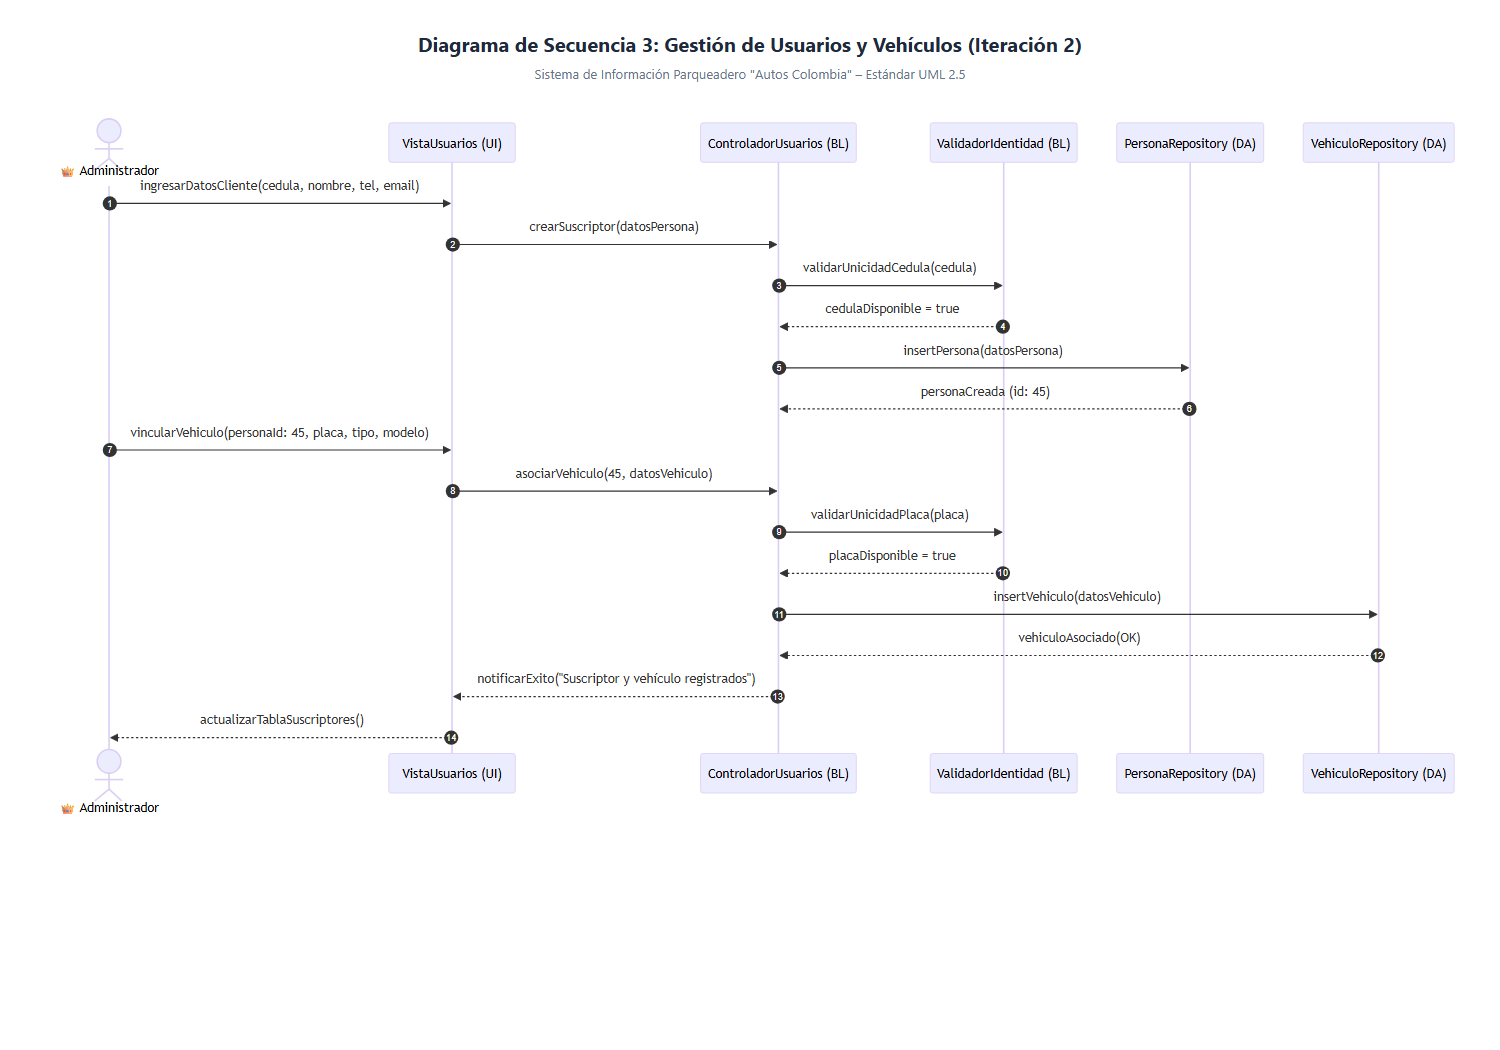 Diagrama de Secuencia 3: Gestión de Usuarios y Vehículos (Iteración 2)
Sistema de Información Parqueadero "Autos Colombia" – Estándar UML 2.5
Administrador
VistaUsuarios (UI)
ControladorUsuarios (BL)
ValidadorIdentidad (BL)
PersonaRepository (DA)
VehiculoRepository (DA)
ingresarDatosCliente(cedula, nombre, tel, email)
1
crearSuscriptor(datosPersona)
2
validarUnicidadCedula(cedula)
3
cedulaDisponible = true
4
insertPersona(datosPersona)
5
personaCreada (id: 45)
6
vincularVehiculo(personaId: 45, placa, tipo, modelo)
7
asociarVehiculo(45, datosVehiculo)
8
validarUnicidadPlaca(placa)
9
placaDisponible = true
10
insertVehiculo(datosVehiculo)
11
vehiculoAsociado(OK)
12
notificarExito("Suscriptor y vehículo registrados")
13
actualizarTablaSuscriptores()
14
Administrador
VistaUsuarios (UI)
ControladorUsuarios (BL)
ValidadorIdentidad (BL)
PersonaRepository (DA)
VehiculoRepository (DA)